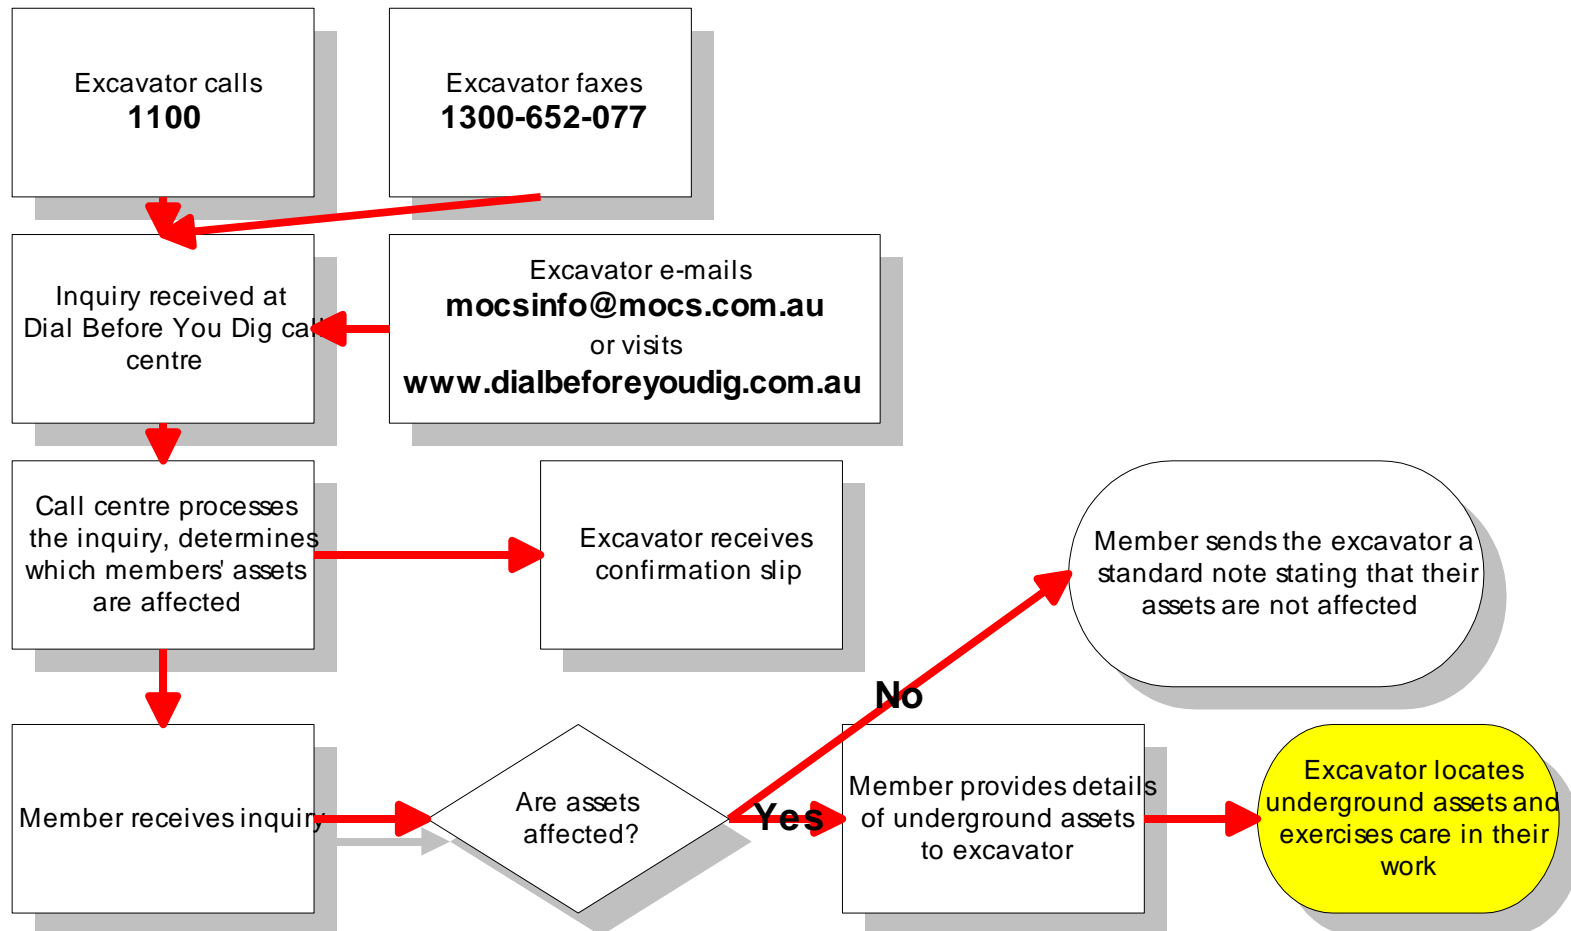 Excavator calls
1100
Excavator faxes
1300-652-077
Inquiry received at
Dial Before You Dig call
centre
Excavator e-mails
mocsinfo@mocs.com.au
or visits
www.dialbeforeyoudig.com.au
Call centre processes
the inquiry, determines
which members' assets
are affected
Excavator receives
confirmation slip
Member sends the excavator a
standard note stating that their
assets are not affected
No
Member receives inquiry
Are assets
affected?
Yes
Member provides details
of underground assets
to excavator
Excavator locates
underground assets and
exercises care in their
work